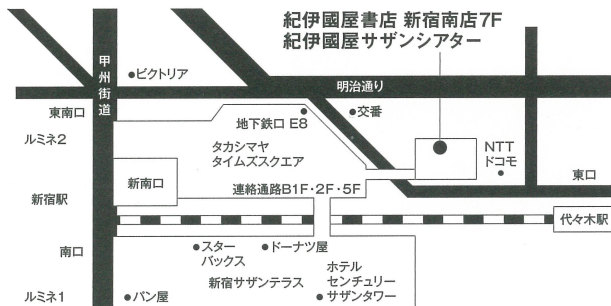 紀伊國屋書店 新宿南店7F
紀伊國屋サザンシアター
甲州街道
ビクトリア
明治通り
東南口
地下鉄口 E8
交番
ルミネ2
タカシマヤ
タイムズスクエア
NTT
ドコモ
新南口
連絡通路B1F・2F・5F
東口
新宿駅
代々木駅
南口
スター
バックス
ドーナツ屋
新宿サザンテラス
ホテル
センチュリー
サザンタワー
ルミネ1
パン屋